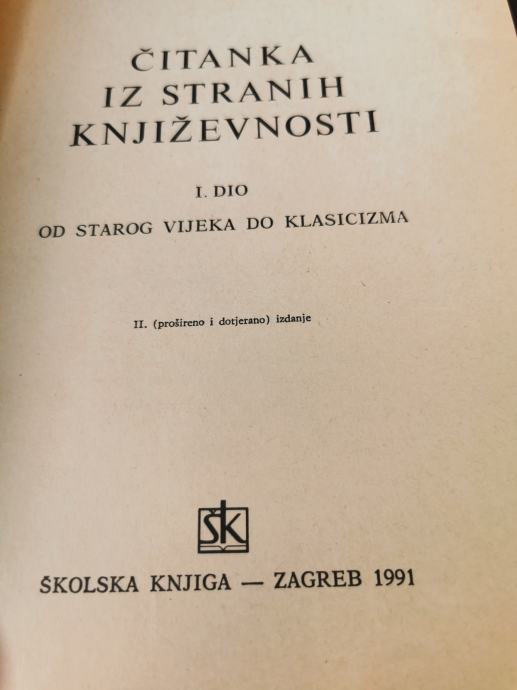 ČITANKA
IZ STRANIH
KNJIŽEVNOSTI
I. DIO
OD STAROG VIJEKA DO KLASICIZMA
II. (prošireno i dotjerano) izdanje
ŠK
ŠKOLSKA KNJIGA — ZAGREB 1991